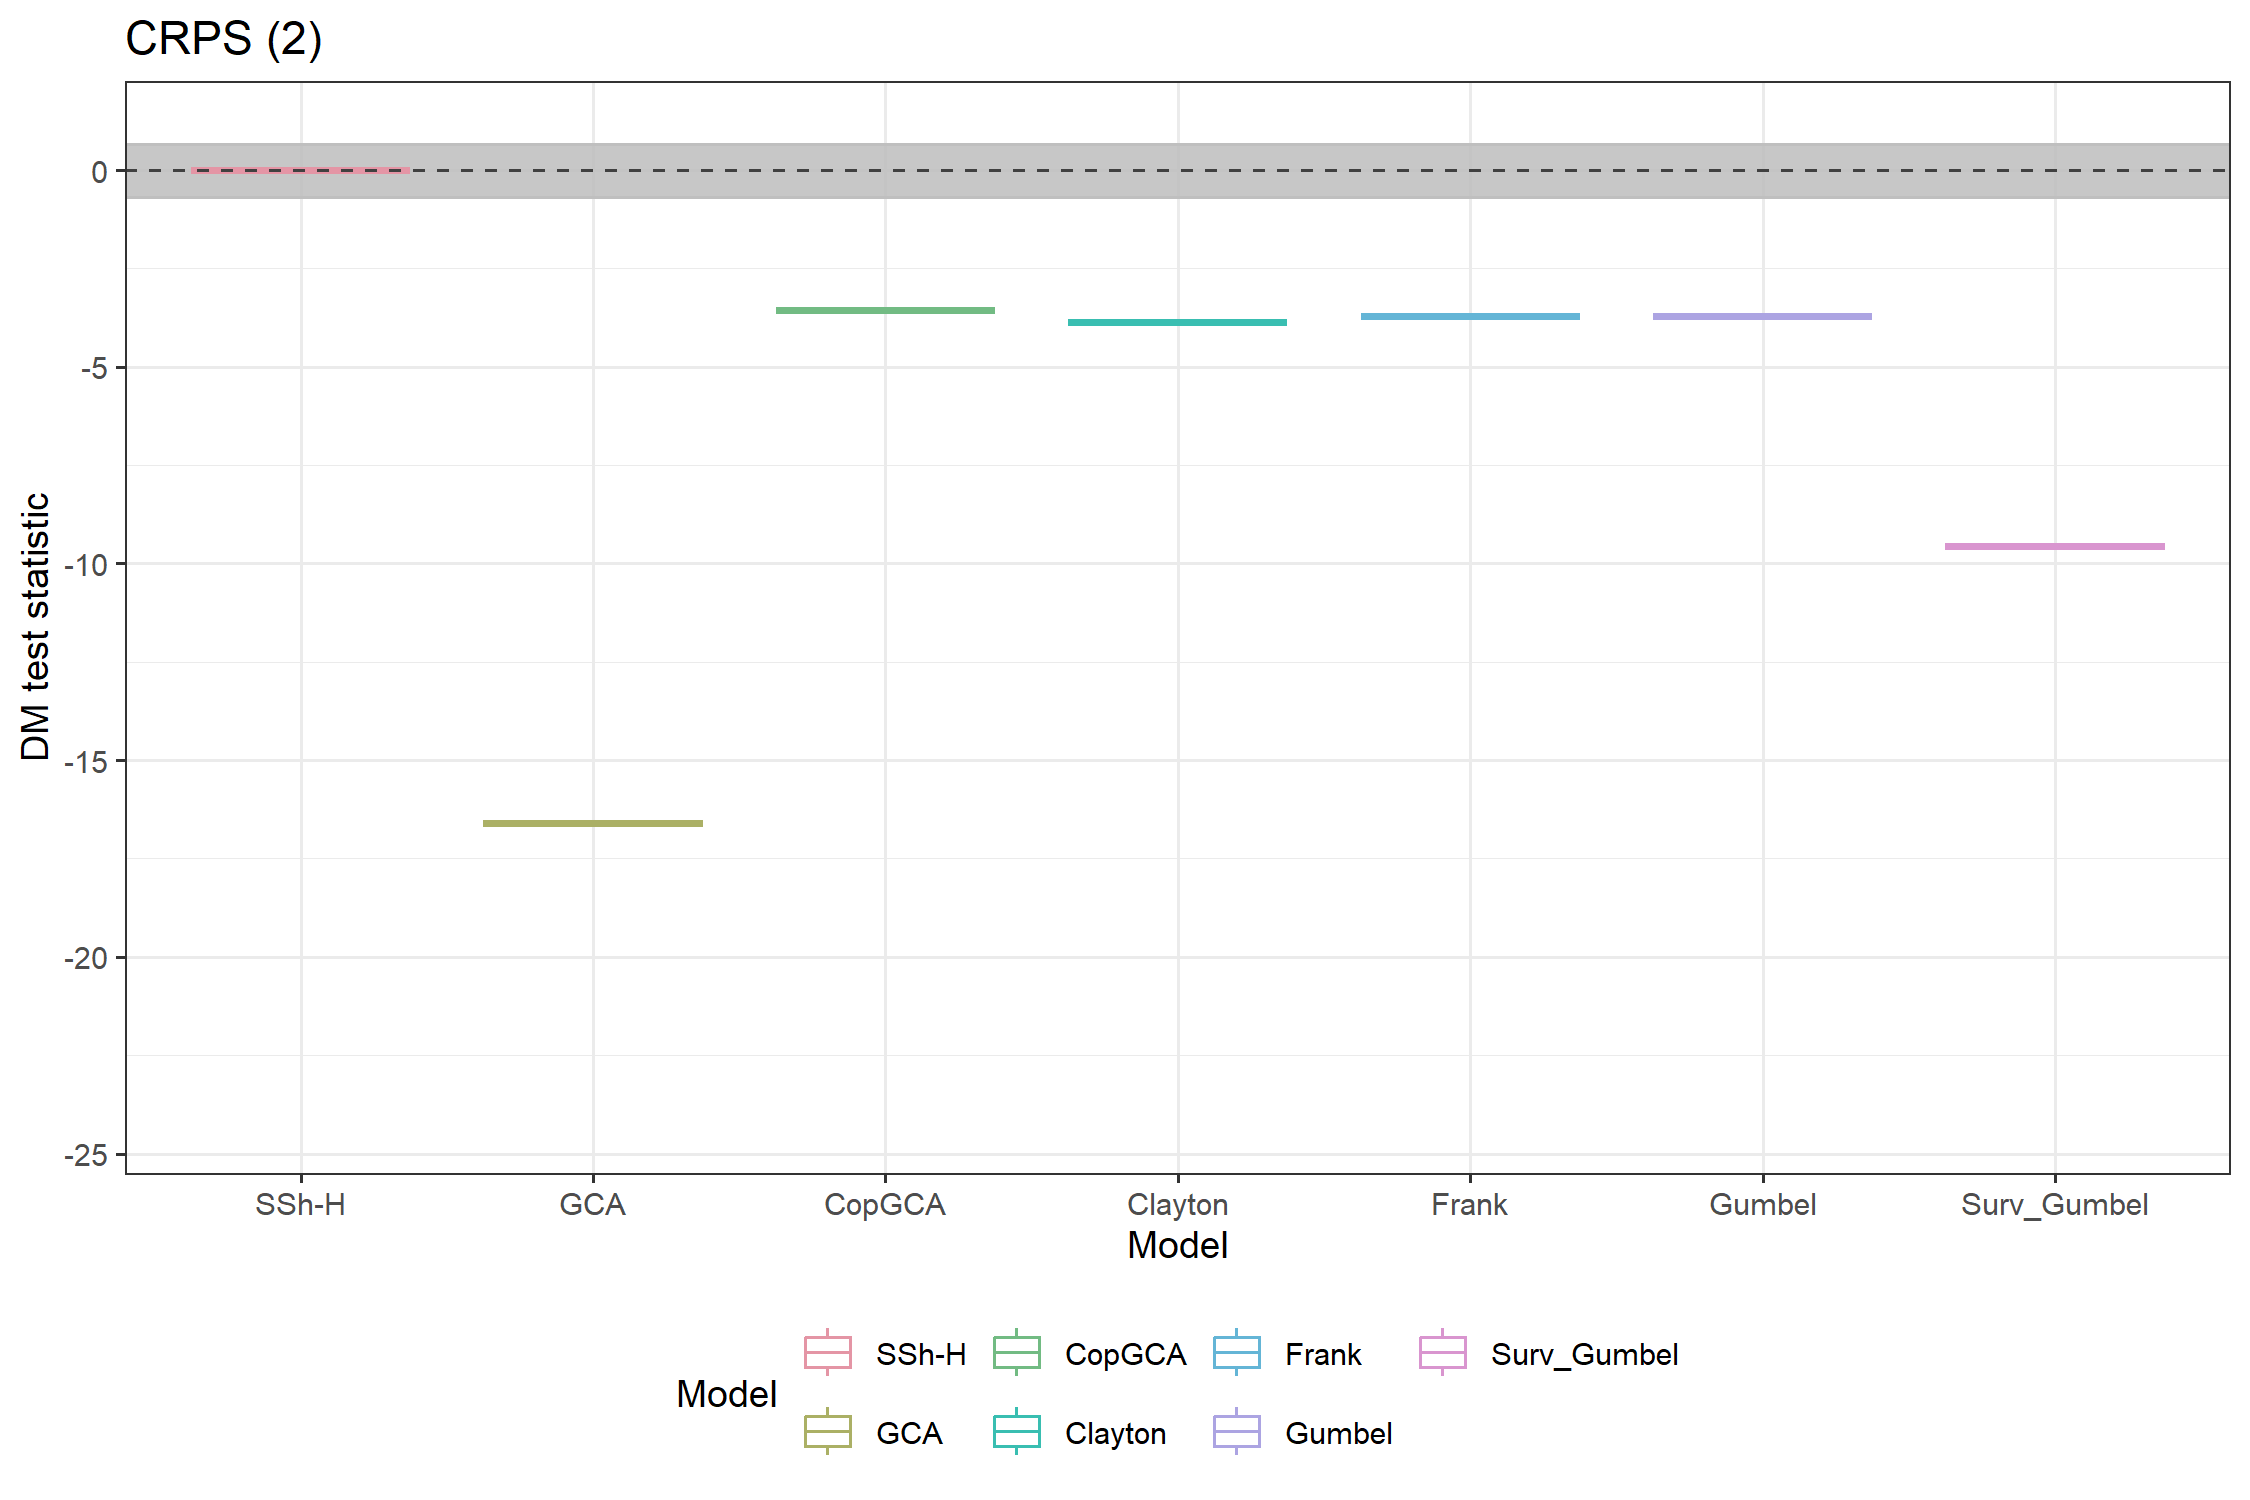 CRPS (2)
DM test statistic
0
-5
-10
-15
-20
-25
SSh-H GCA CopGCA Clayton Frank Gumbel Surv_Gumbel
Model
Model
SSh-H CopGCA Frank Surv_Gumbel
GCA Clayton Gumbel